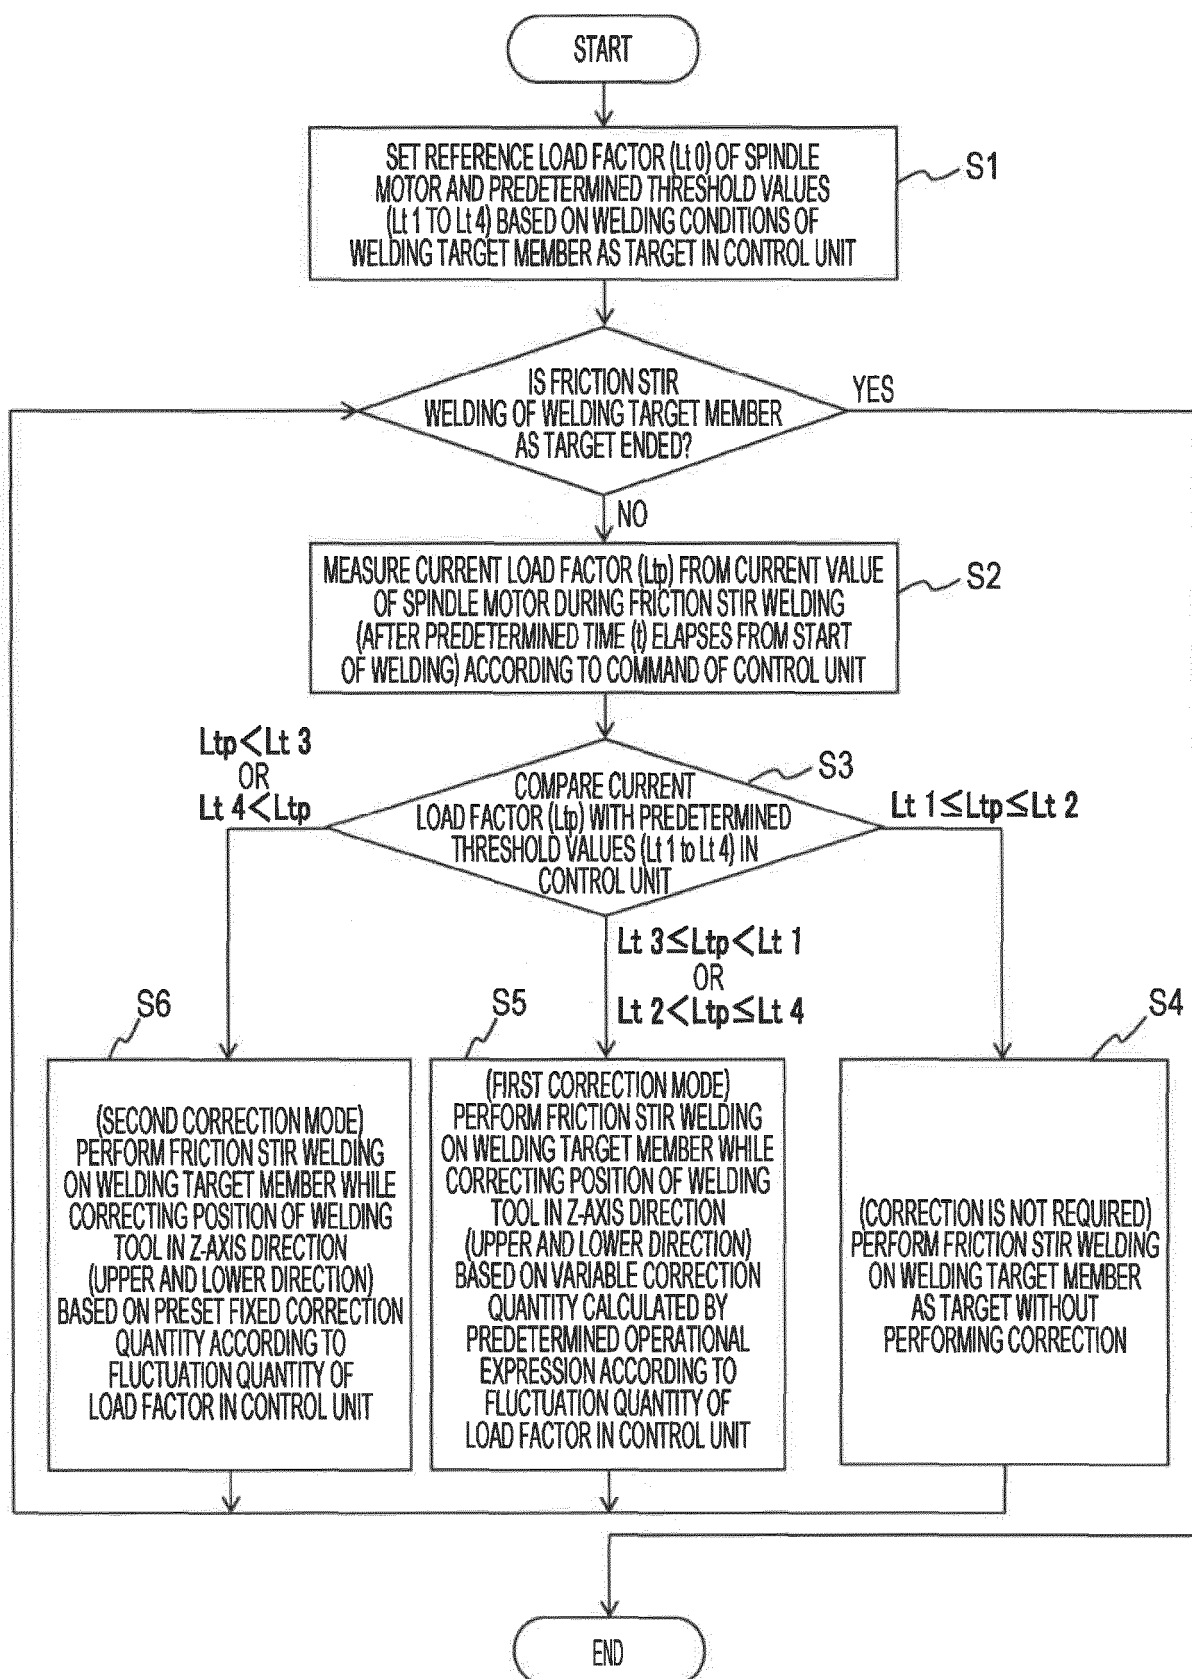 START
SET REFERENCE LOAD FACTOR (Lt 0) OF SPINDLE
MOTOR AND PREDETERMINED THRESHOLD VALUES
(Lt 1 TO Lt 4) BASED ON WELDING CONDITIONS OF
WELDING TARGET MEMBER AS TARGET IN CONTROL UNIT
S1
IS FRICTION STIR
WELDING OF WELDING TARGET MEMBER
AS TARGET ENDED?
YES
NO
MEASURE CURRENT LOAD FACTOR (Ltp) FROM CURRENT VALUE
OF SPINDLE MOTOR DURING FRICTION STIR WELDING
(AFTER PREDETERMINED TIME (t) ELAPSES FROM START
OF WELDING) ACCORDING TO COMMAND OF CONTROL UNIT
S2
COMPARE CURRENT
LOAD FACTOR (Ltp) WITH PREDETERMINED
THRESHOLD VALUES (Lt 1 to Lt 4) IN
CONTROL UNIT
S3
Ltp<Lt 3
OR
Lt 4<Ltp
Lt 1≤Ltp≤Lt 2
Lt 3≤Ltp<Lt 1
OR
Lt 2<Ltp≤Lt 4
S6
(SECOND CORRECTION MODE)
PERFORM FRICTION STIR WELDING
ON WELDING TARGET MEMBER WHILE
CORRECTING POSITION OF WELDING
TOOL IN Z-AXIS DIRECTION
(UPPER AND LOWER DIRECTION)
BASED ON PRESET FIXED CORRECTION
QUANTITY ACCORDING TO
FLUCTUATION QUANTITY OF
LOAD FACTOR IN CONTROL UNIT
S5
(FIRST CORRECTION MODE)
PERFORM FRICTION STIR WELDING
ON WELDING TARGET MEMBER WHILE
CORRECTING POSITION OF WELDING
TOOL IN Z-AXIS DIRECTION
(UPPER AND LOWER DIRECTION)
BASED ON VARIABLE CORRECTION
QUANTITY CALCULATED BY
PREDETERMINED OPERATIONAL
EXPRESSION ACCORDING TO
FLUCTUATION QUANTITY OF
LOAD FACTOR IN CONTROL UNIT
S4
(CORRECTION IS NOT REQUIRED)
PERFORM FRICTION STIR WELDING
ON WELDING TARGET MEMBER
AS TARGET WITHOUT
PERFORMING CORRECTION
END